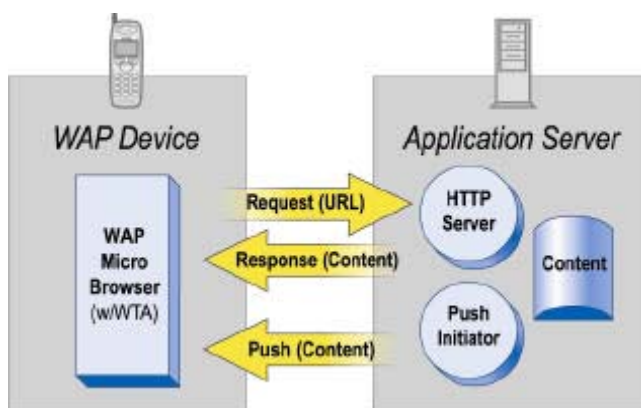 WAP Device
Application Server
WAP
Micro
Browser
(w/WTA)
Request (URL)
Response (Content)
Push (Content)
HTTP
Server
Content
Push
Initiator